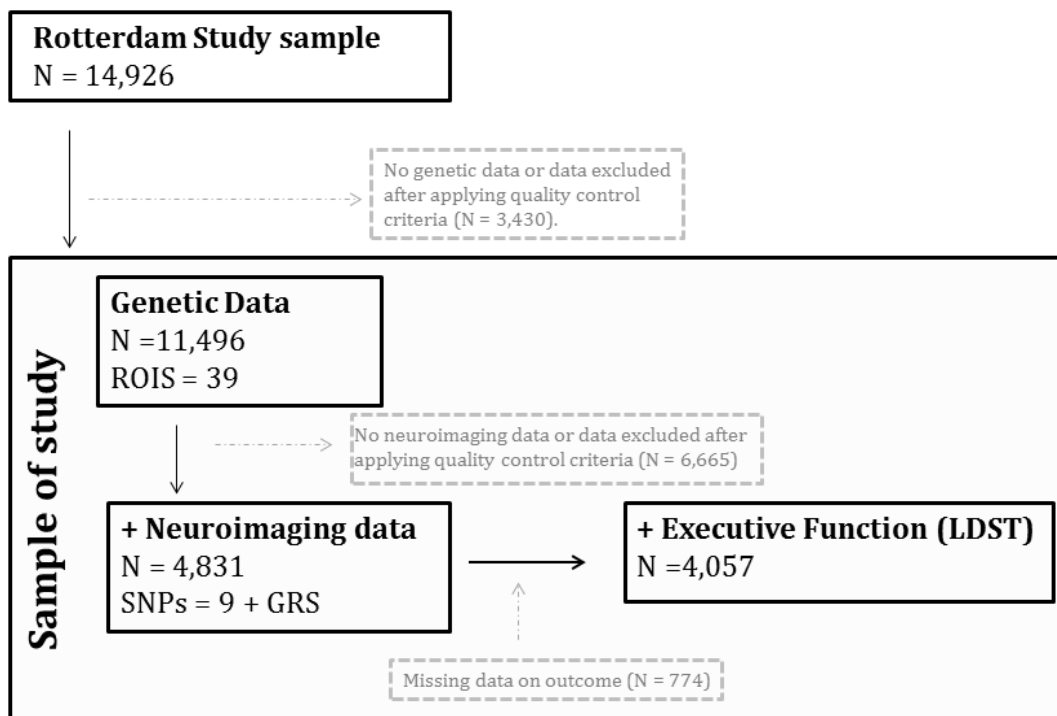 Rotterdam Study sample
N = 14,926
No genetic data or data excluded
after applying quality control
criteria (N = 3,430).
Sample of study
Genetic Data
N =11,496
ROIS = 39
No neuroimaging data or data excluded after
applying quality control criteria (N = 6,665)
+ Neuroimaging data
N = 4,831
SNPs = 9 + GRS
+ Executive Function (LDST)
N =4,057
Missing data on outcome (N = 774)